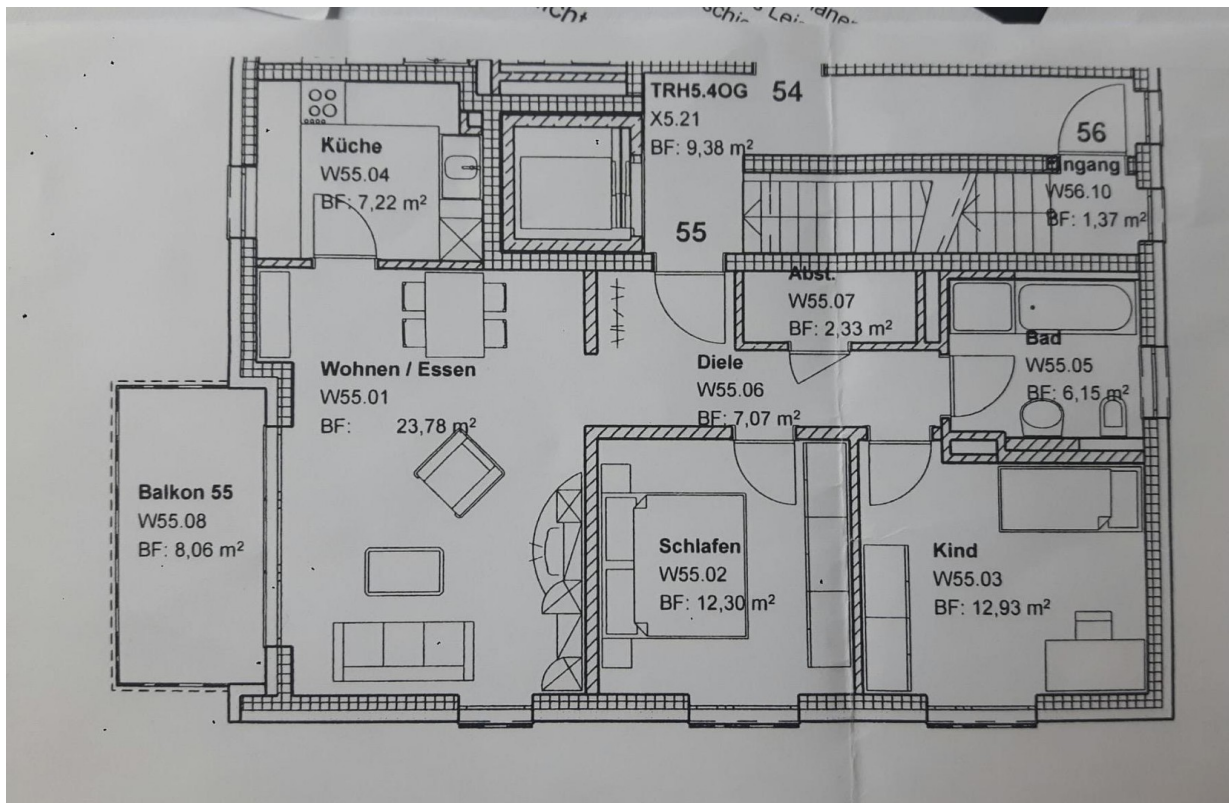 TRH5.4OG
X5.21
BF: 9,38 m²
54
56
ingang
W56.10
BF: 1,37 m²
Küche
W55.04
BF: 7,22 m²
55
Abst.
W55.07
BF: 2,33 m²
Bad
W55.05
BF: 6,15 m²
Wohnen / Essen
W55.01
BF: 23,78 m²
Diele
W55.06
BF: 7,07 m²
Balkon 55
W55.08
BF: 8,06 m²
Schlafen
W55.02
BF: 12,30 m²
Kind
W55.03
BF: 12,93 m²